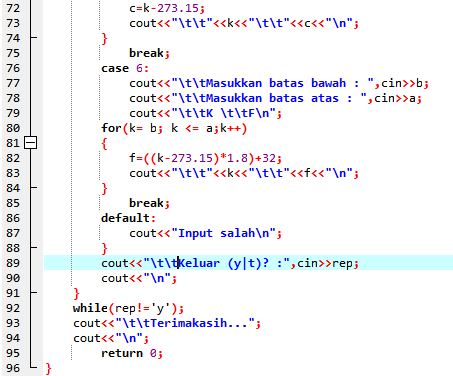 72 c=k-273.15;
73 cout<<"\t\t"<<k<<"\t\t"<<c<<"\n";
74 }
75 break;
76 case 6:
77 cout<<"\t\tMasukkan batas bawah : ",cin>>b;
78 cout<<"\t\tMasukkan batas atas : ",cin>>a;
79 cout<<"\t\tK \t\tF\n";
80 for(k= b; k <= a;k++)
81 {
82 f=((k-273.15)*1.8)+32;
83 cout<<"\t\t"<<k<<"\t\t"<<f<<"\n";
84 }
85 break;
86 default:
87 cout<<"Input salah\n";
88 }
89 cout<<"\t\tKeluar (y|t)? :",cin>>rep;
90 cout<<"\n";
91 }
92 while(rep!='y');
93 cout<<"\t\tTerimakasih...";
94 cout<<"\n";
95 return 0;
96 }